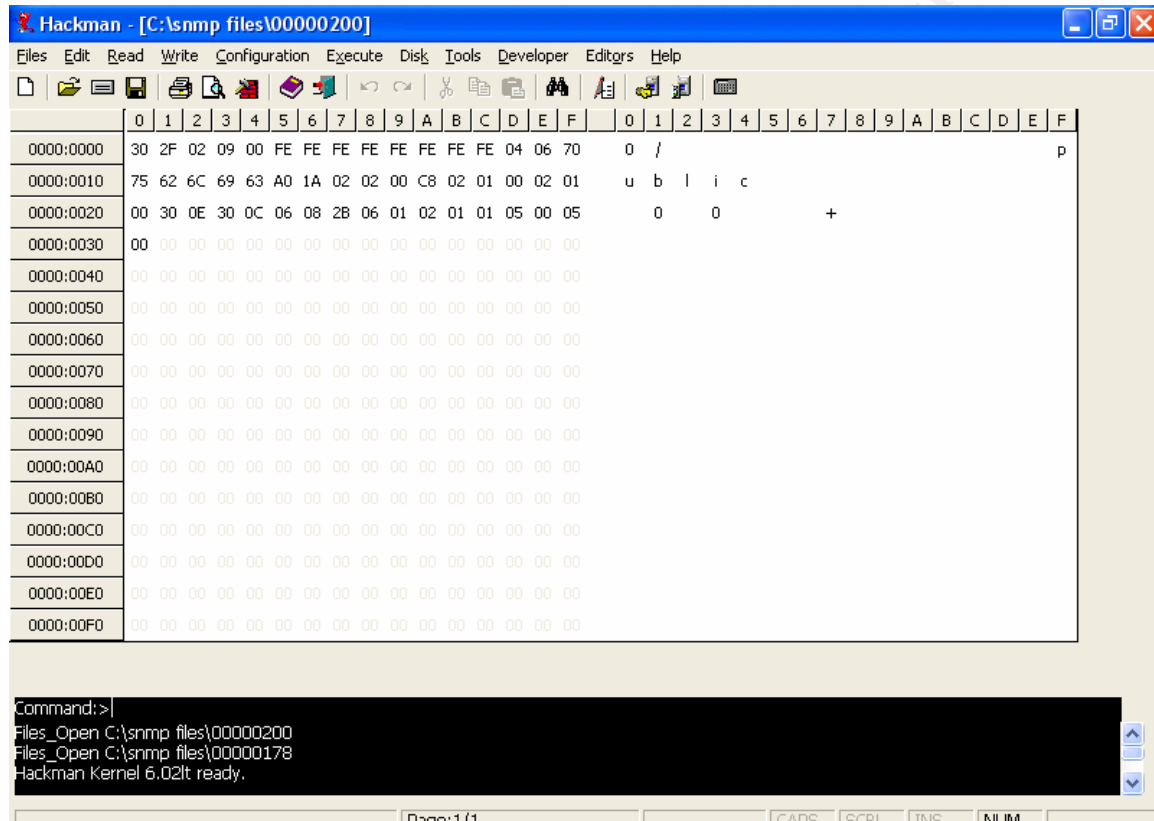 Hackman - [C:\snmp files\00000200]
Files Edit Read Write Configuration Execute Disk Tools Developer Editors Help
0 1 2 3 4 5 6 7 8 9 A B C D E F 0 1 2 3 4 5 6 7 8 9 A B C D E F
0000:0000 30 2F 02 09 00 FE FE FE FE FE FE FE FE 04 06 70 0 / p
0000:0010 75 62 6C 69 63 A0 1A 02 02 00 C8 02 01 00 02 01 u b l i c
0000:0020 00 30 0E 30 0C 06 08 2B 06 01 02 01 01 05 00 05 0 0 +
0000:0030 00 00 00 00 00 00 00 00 00 00 00 00 00 00 00 00
0000:0040 00 00 00 00 00 00 00 00 00 00 00 00 00 00 00 00
0000:0050 00 00 00 00 00 00 00 00 00 00 00 00 00 00 00 00
0000:0060 00 00 00 00 00 00 00 00 00 00 00 00 00 00 00 00
0000:0070 00 00 00 00 00 00 00 00 00 00 00 00 00 00 00 00
0000:0080 00 00 00 00 00 00 00 00 00 00 00 00 00 00 00 00
0000:0090 00 00 00 00 00 00 00 00 00 00 00 00 00 00 00 00
0000:00A0 00 00 00 00 00 00 00 00 00 00 00 00 00 00 00 00
0000:00B0 00 00 00 00 00 00 00 00 00 00 00 00 00 00 00 00
0000:00C0 00 00 00 00 00 00 00 00 00 00 00 00 00 00 00 00
0000:00D0 00 00 00 00 00 00 00 00 00 00 00 00 00 00 00 00
0000:00E0 00 00 00 00 00 00 00 00 00 00 00 00 00 00 00 00
0000:00F0 00 00 00 00 00 00 00 00 00 00 00 00 00 00 00 00
Command:>
Files_Open C:\snmp files\00000200
Files_Open C:\snmp files\00000178
Hackman Kernel 6.02lt ready.
Page:1/1 CAPS SCRL INS NUM